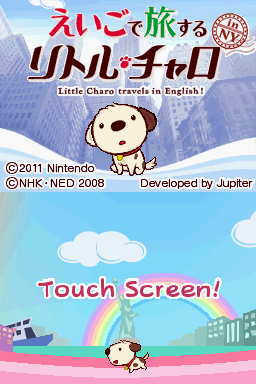 えいごで旅する
リトル・チャロ
in NY
Little Charo travels in English!
©2011 Nintendo
©NHK・NED 2008 Developed by Jupiter
Touch Screen!